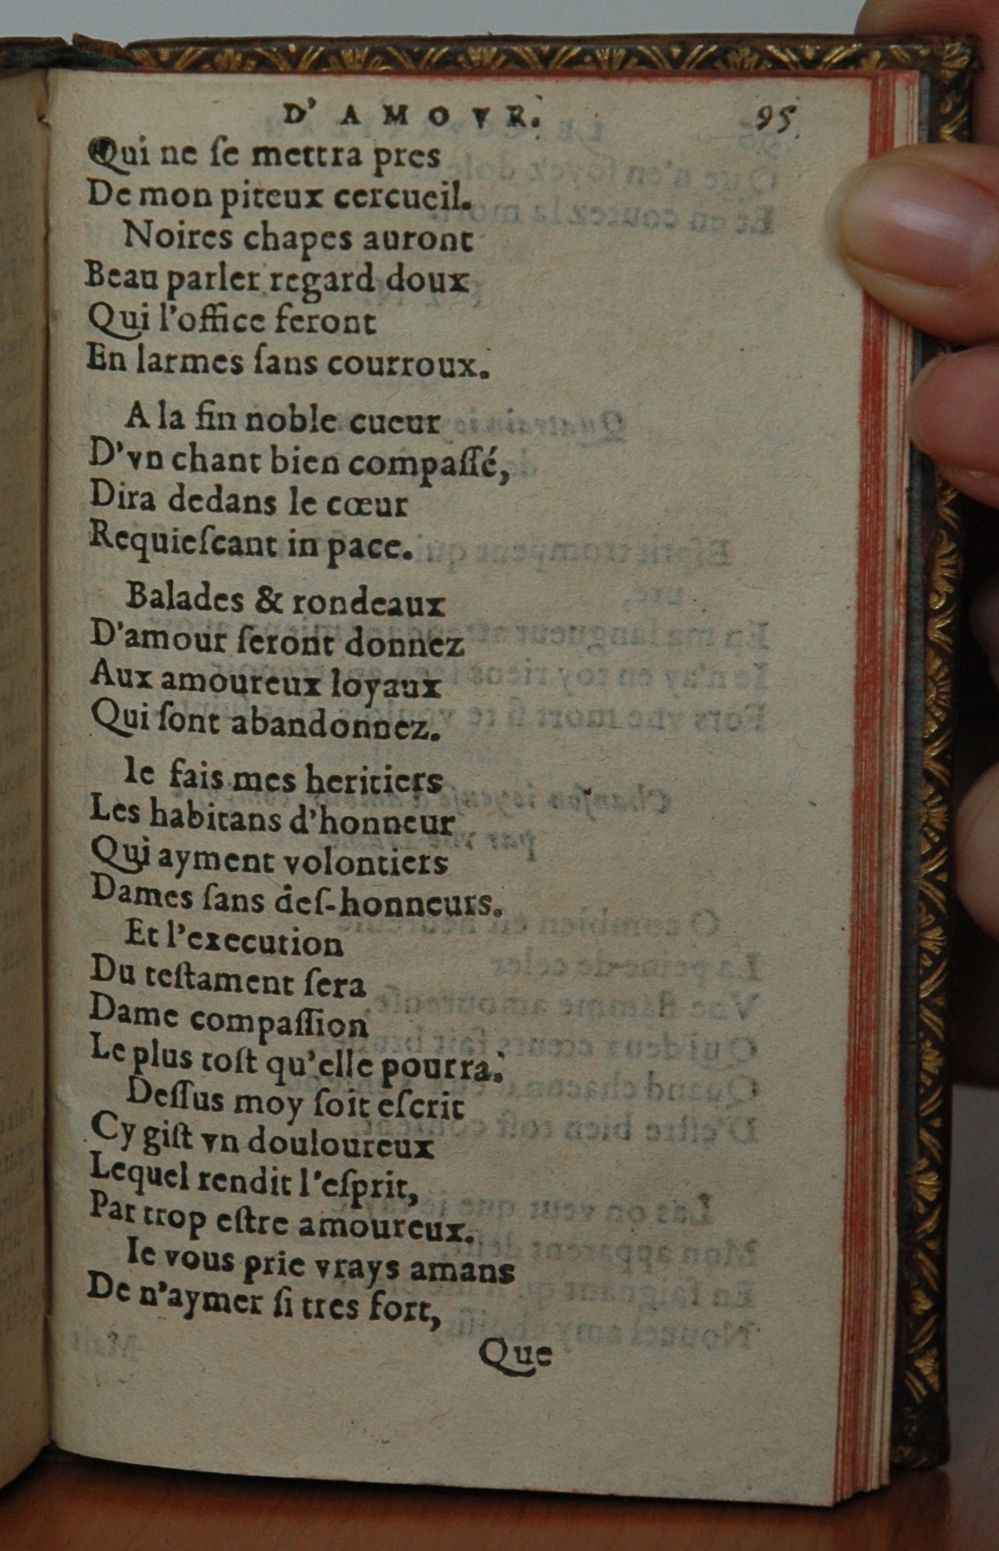 D' A M O V R. 95
Qui ne ſe mettra pres
De mon piteux cercueil.
Noires chapes auront
Beau parler regard doux
Qui l'office feront
En larmes ſans courroux.
A la fin noble cueur
D'vn chant bien compaſſé,
Dira dedans le cœur
Requieſcant in pace.
Balades & rondeaux
D'amour ſeront donnez
Aux amoureux loyaux
Qui ſont abandonnez.
Ie fais mes heritiers
Les habitans d'honneur
Qui ayment volontiers
Dames ſans deſ-honneurs.
Et l'execution
Du teſtament ſera
Dame compaſſion
Le plus toſt qu'elle pourra.
Deſſus moy ſoit eſcrit
Cy giſt vn douloureux
Lequel rendit l'eſprit,
Par trop eſtre amoureux.
Ie vous prie vrays amans
De n'aymer ſi tres fort,
Que